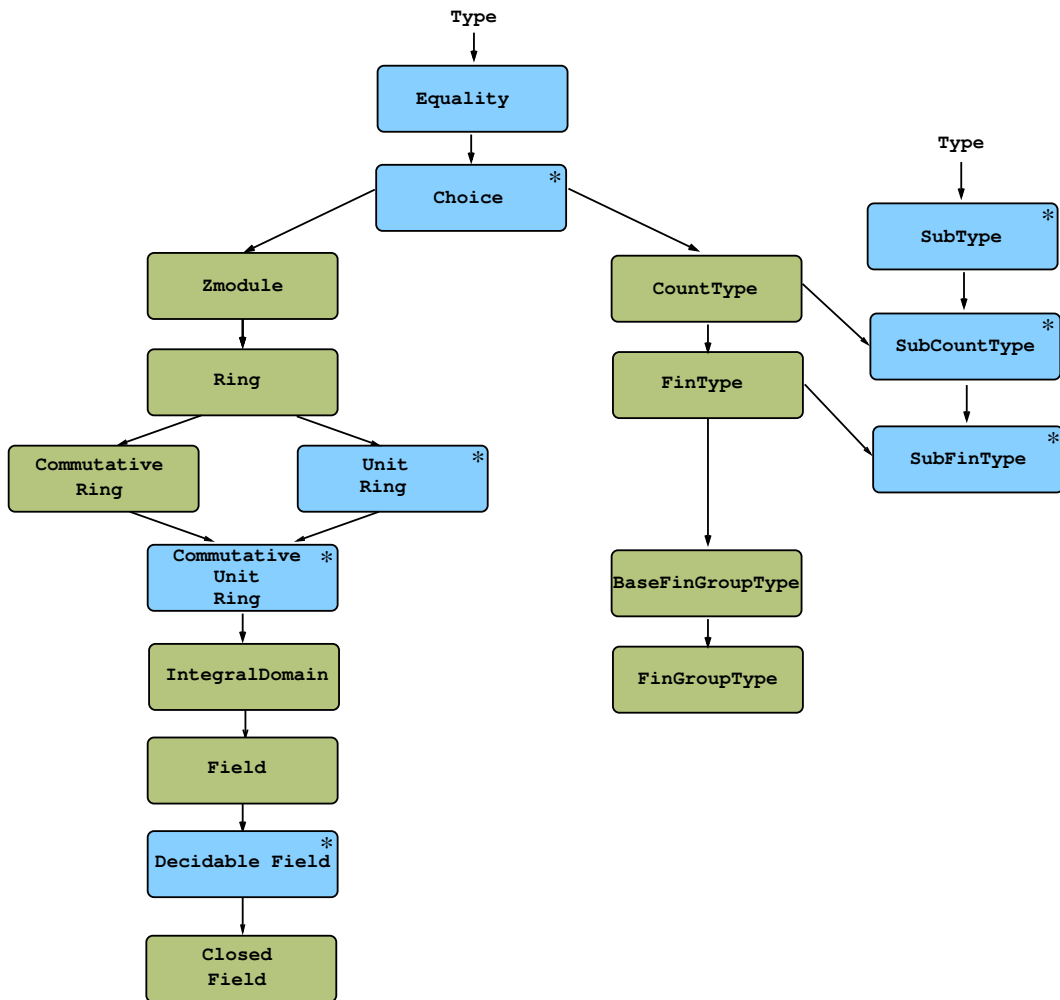 Type
Equality
Choice
*
Type
SubType
*
Zmodule
CountType
SubCountType
*
Ring
FinType
Commutative
Ring
Unit
Ring
*
SubFinType
*
Commutative
Unit
Ring
*
BaseFinGroupType
IntegralDomain
FinGroupType
Field
Decidable Field
*
Closed
Field